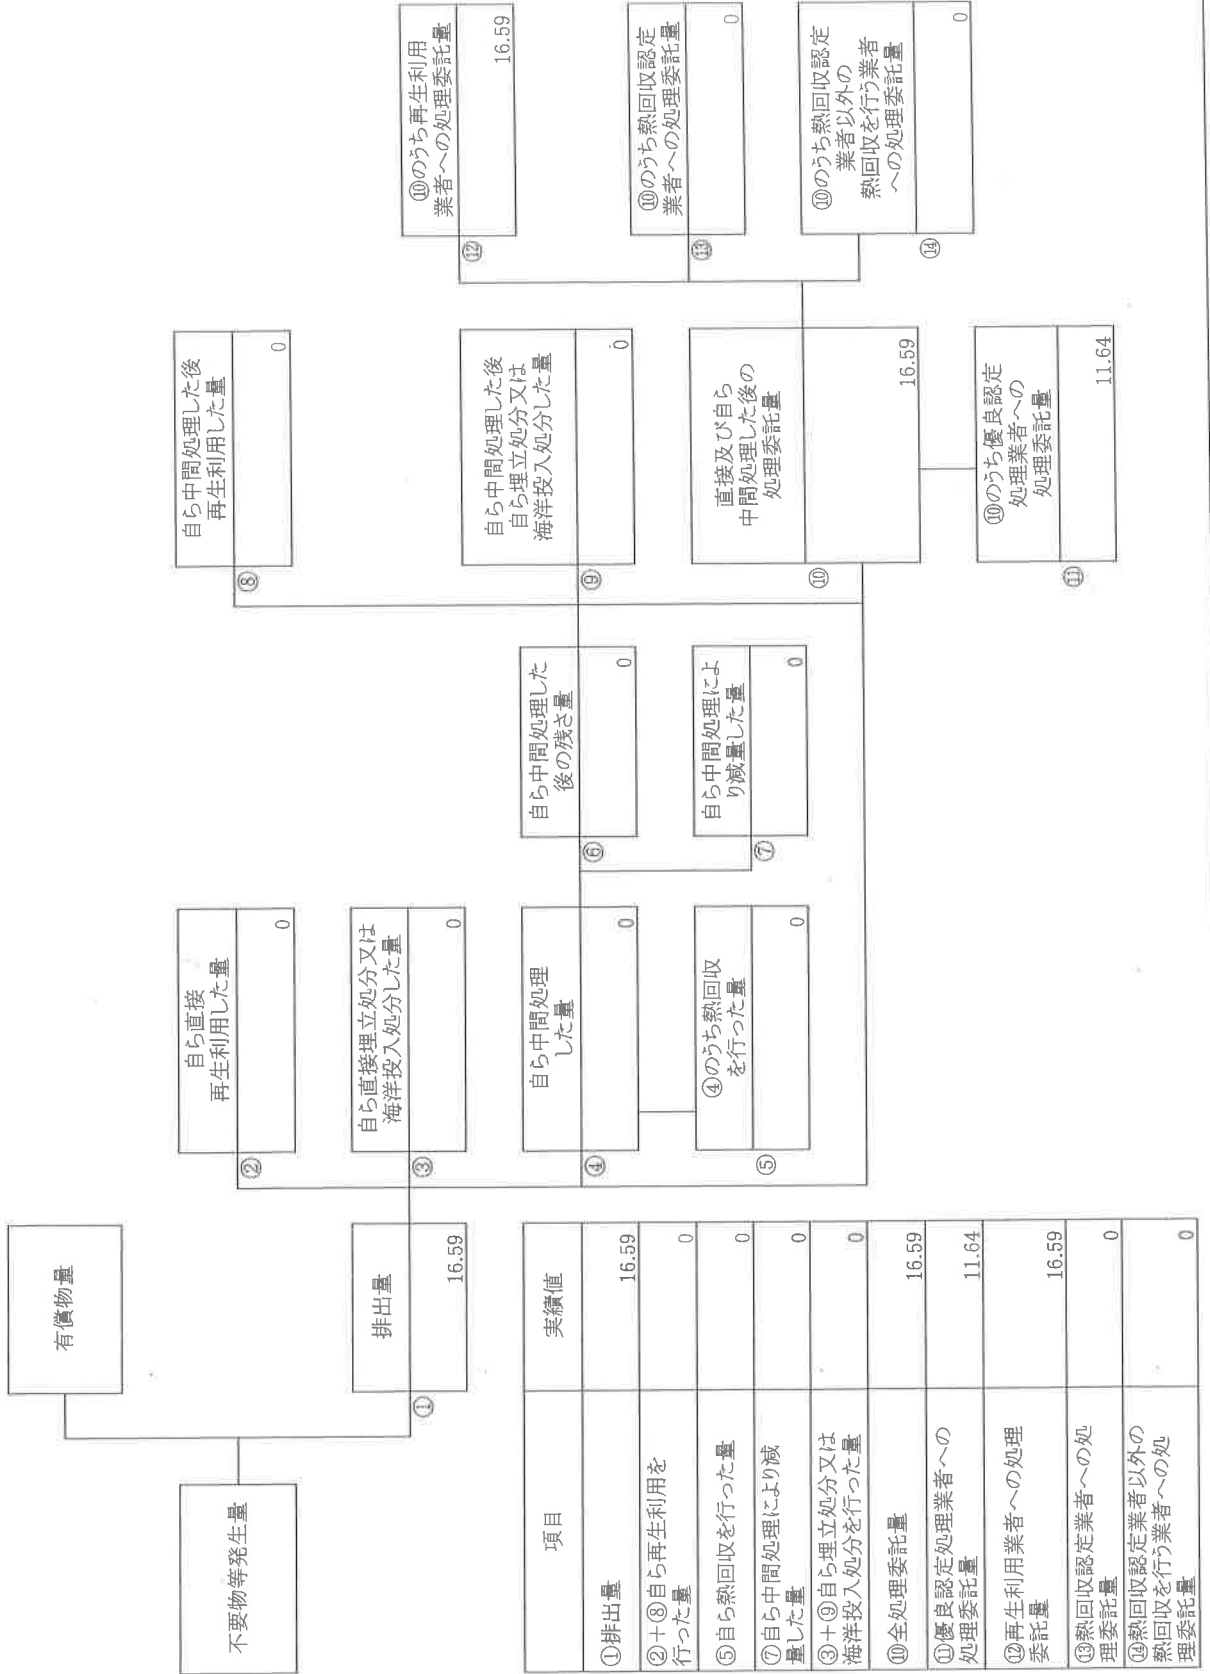 不要物等発生量
有償物量
①
排出量
16.59
②
自ら直接
再生利用した量
0
③
自ら直接埋立処分又は
海洋投入処分した量
0
④
自ら中間処理
した量
0
⑤
④のうち熱回収
を行った量
0
⑥
自ら中間処理した
後の残さ量
0
⑦
自ら中間処理によ
り減量した量
0
⑧
自ら中間処理した後
再生利用した量
0
⑨
自ら中間処理した後
自ら埋立処分又は
海洋投入処分した量
0
⑩
直接及び自ら
中間処理した後の
処理委託量
16.59
⑪
⑩のうち優良認定
処理業者への
処理委託量
11.64
⑫
⑩のうち再生利用
業者への処理委託量
16.59
⑬
⑩のうち熱回収認定
業者への処理委託量
0
⑭
⑩のうち熱回収認定
業者以外の
熱回収を行う業者
への処理委託量
0
項目 実績値
①排出量 16.59
②+⑧自ら再生利用を
行った量 0
⑤自ら熱回収を行った量 0
⑦自ら中間処理により減
量した量 0
③+⑨自ら埋立処分又は
海洋投入処分を行った量 0
⑩全処理委託量 16.59
⑪優良認定処理業者への
処理委託量 11.64
⑫再生利用業者への処理
委託量 16.59
⑬熱回収認定業者への処
理委託量 0
⑭熱回収認定業者以外の
熱回収を行う業者への処
理委託量 0